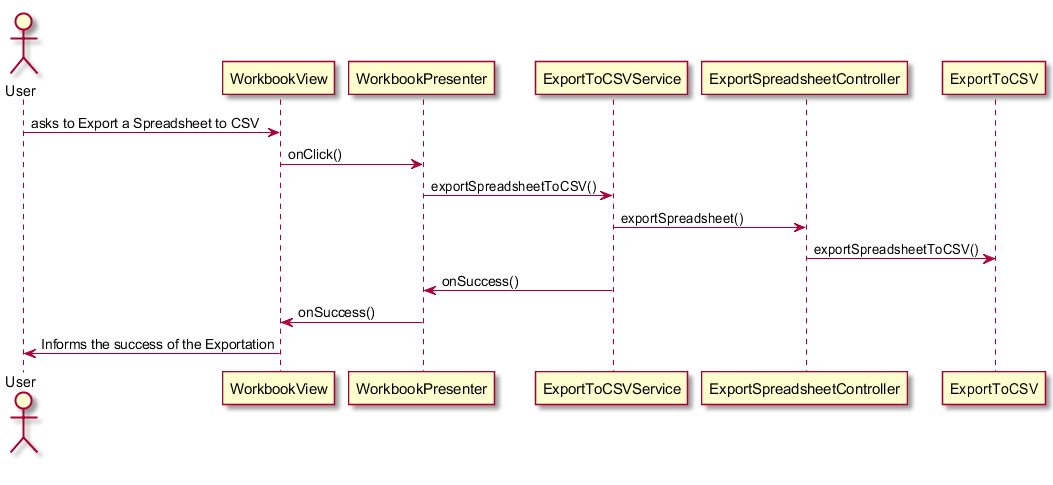 User
WorkbookView
WorkbookPresenter
ExportToCSVService
ExportSpreadsheetController
ExportToCSV
asks to Export a Spreadsheet to CSV
onClick()
exportSpreadsheetToCSV()
exportSpreadsheet()
exportSpreadsheetToCSV()
onSuccess()
onSuccess()
Informs the success of the Exportation
User
WorkbookView
WorkbookPresenter
ExportToCSVService
ExportSpreadsheetController
ExportToCSV